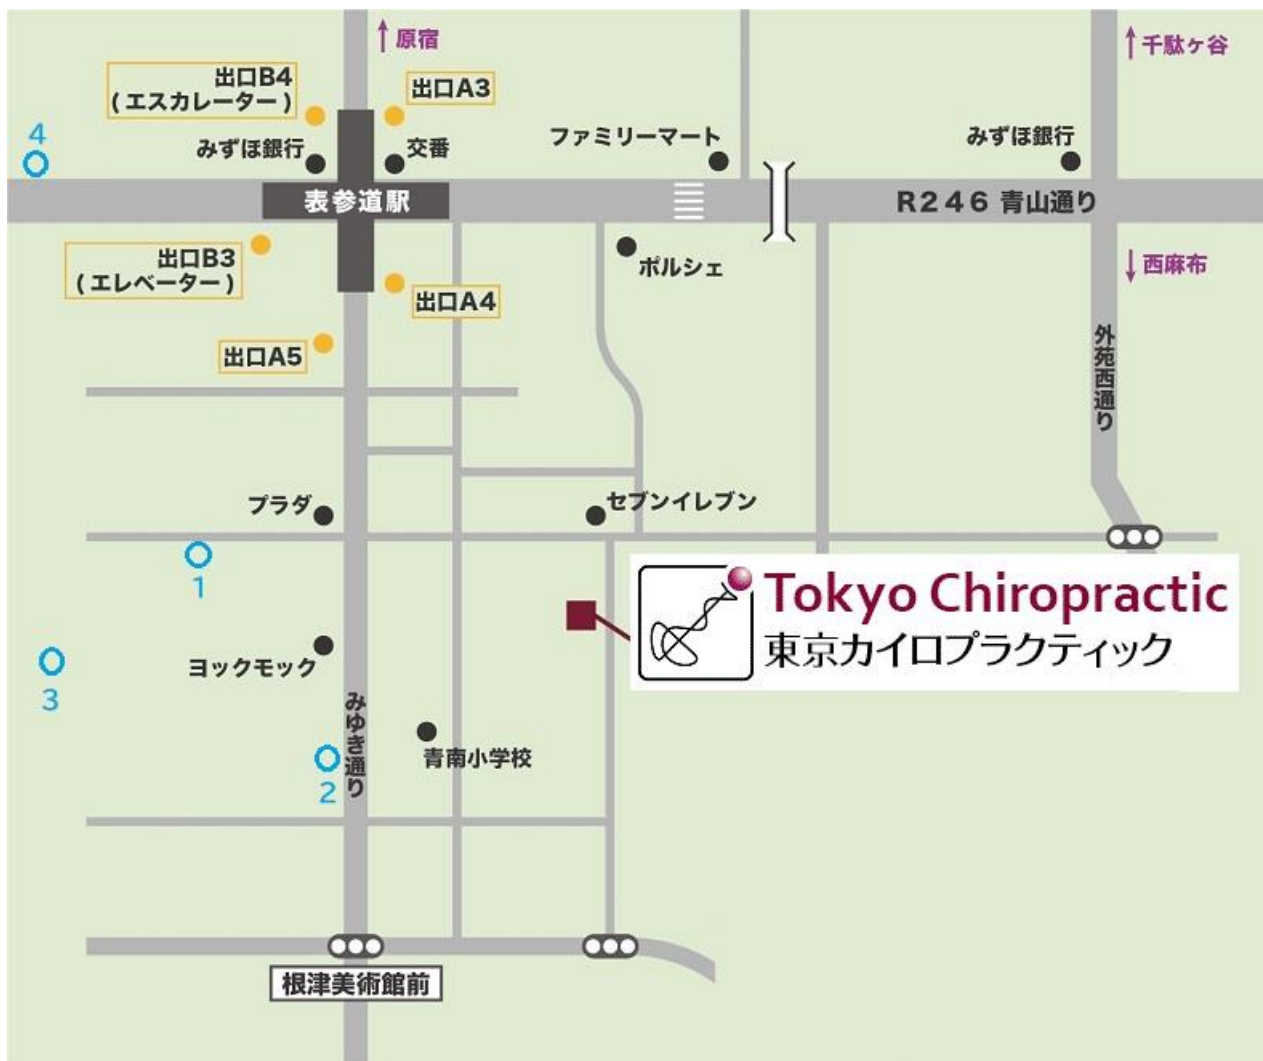 原宿
千駄ヶ谷
出口B4
(エスカレーター)
出口A3
4
みずほ銀行
交番
ファミリーマート
みずほ銀行
表参道駅
R246 青山通り
出口B3
(エレベーター)
ポルシェ
西麻布
出口A4
出口A5
外苑西通り
プラダ
セブンイレブン
1
Tokyo Chiropractic
東京カイロプラクティック
ヨックモック
3
みゆき通り
青南小学校
2
根津美術館前